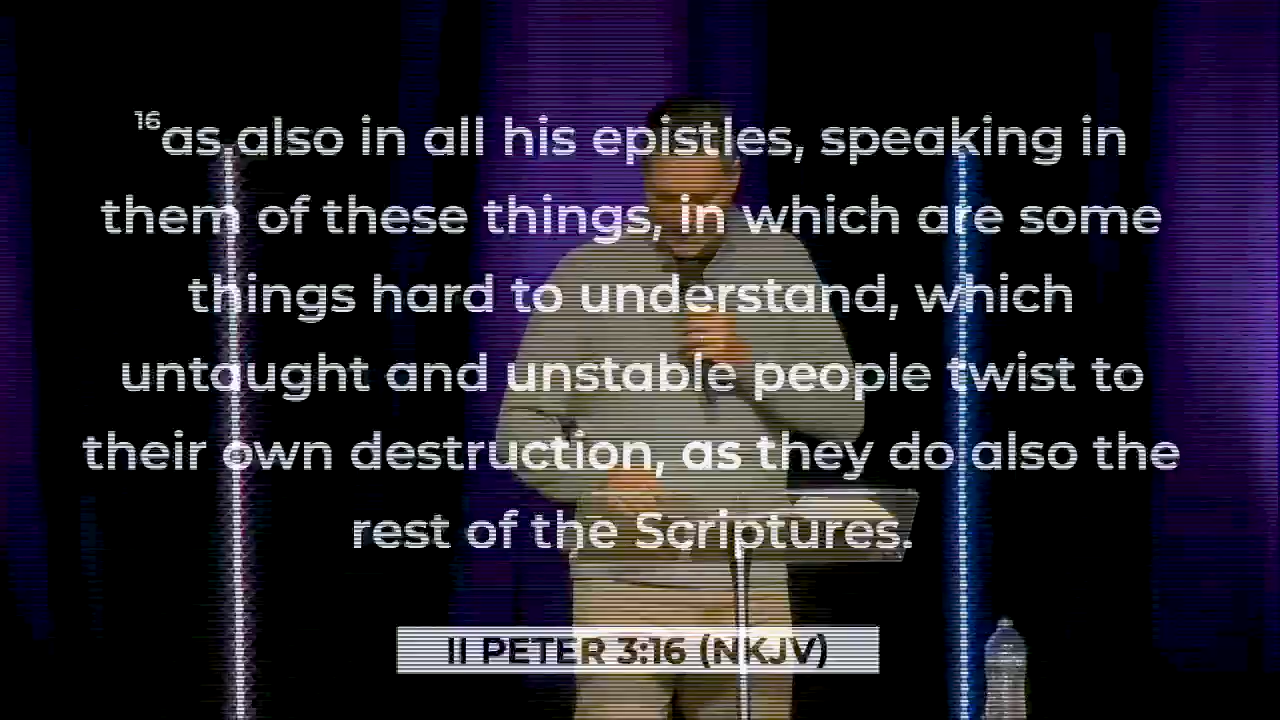 16as also in all his epistles, speaking in
them of these things, in which are some
things hard to understand, which
untaught and unstable people twist to
their own destruction, as they do also the
rest of the Scriptures.
II PETER 3:16 (NKJV)